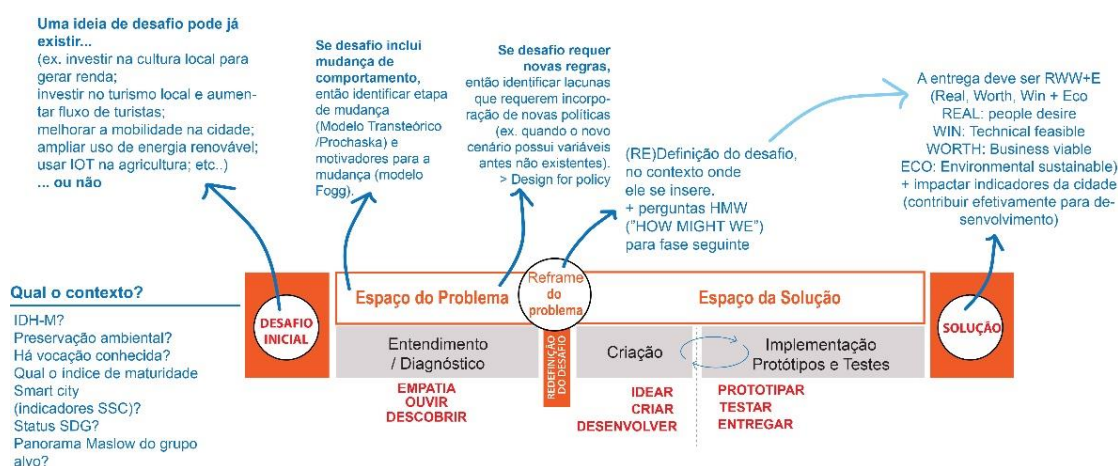 Uma ideia de desafio pode já
existir...
(ex. investir na cultura local para
gerar renda;
investir no turismo local e aumen-
tar fluxo de turistas;
melhorar a mobilidade na cidade;
ampliar uso de energia renovável;
usar IOT na agricultura; etc..)
... ou não
Se desafio inclui
mudança de
comportamento,
então identificar etapa
de mudança
(Modelo Transteórico
/Prochaska) e
motivadores para a
mudança (modelo
Fogg).
Se desafio requer
novas regras,
então identificar lacunas
que requerem incorpo-
ração de novas políticas
(ex. quando o novo
cenário possui variáveis
antes não existentes).
> Design for policy
(RE)Definição do desafio,
no contexto onde
ele se insere.
+ perguntas HMW
("HOW MIGHT WE")
para fase seguinte
A entrega deve ser RWW+E
(Real, Worth, Win + Eco
REAL: people desire
WIN: Technical feasible
WORTH: Business viable
ECO: Environmental sustainable)
+ impactar indicadores da cidade
(contribuir efetivamente para de-
senvolvimento)
Qual o contexto?
IDH-M?
Preservação ambiental?
Há vocação conhecida?
Qual o índice de maturidade
Smart city
(indicadores SSC)?
Status SDG?
Panorama Maslow do grupo
alvo?
DESAFIO
INICIAL
Espaço do Problema
Reframe
do
problema
Espaço da Solução
SOLUÇÃO
Entendimento
/ Diagnóstico
REDEFINIÇÃO
DO DESAFIO
Criação
Implementação
Protótipos e Testes
EMPATIA
OUVIR
DESCOBRIR
IDEAR
CRIAR
DESENVOLVER
PROTOTIPAR
TESTAR
ENTREGAR